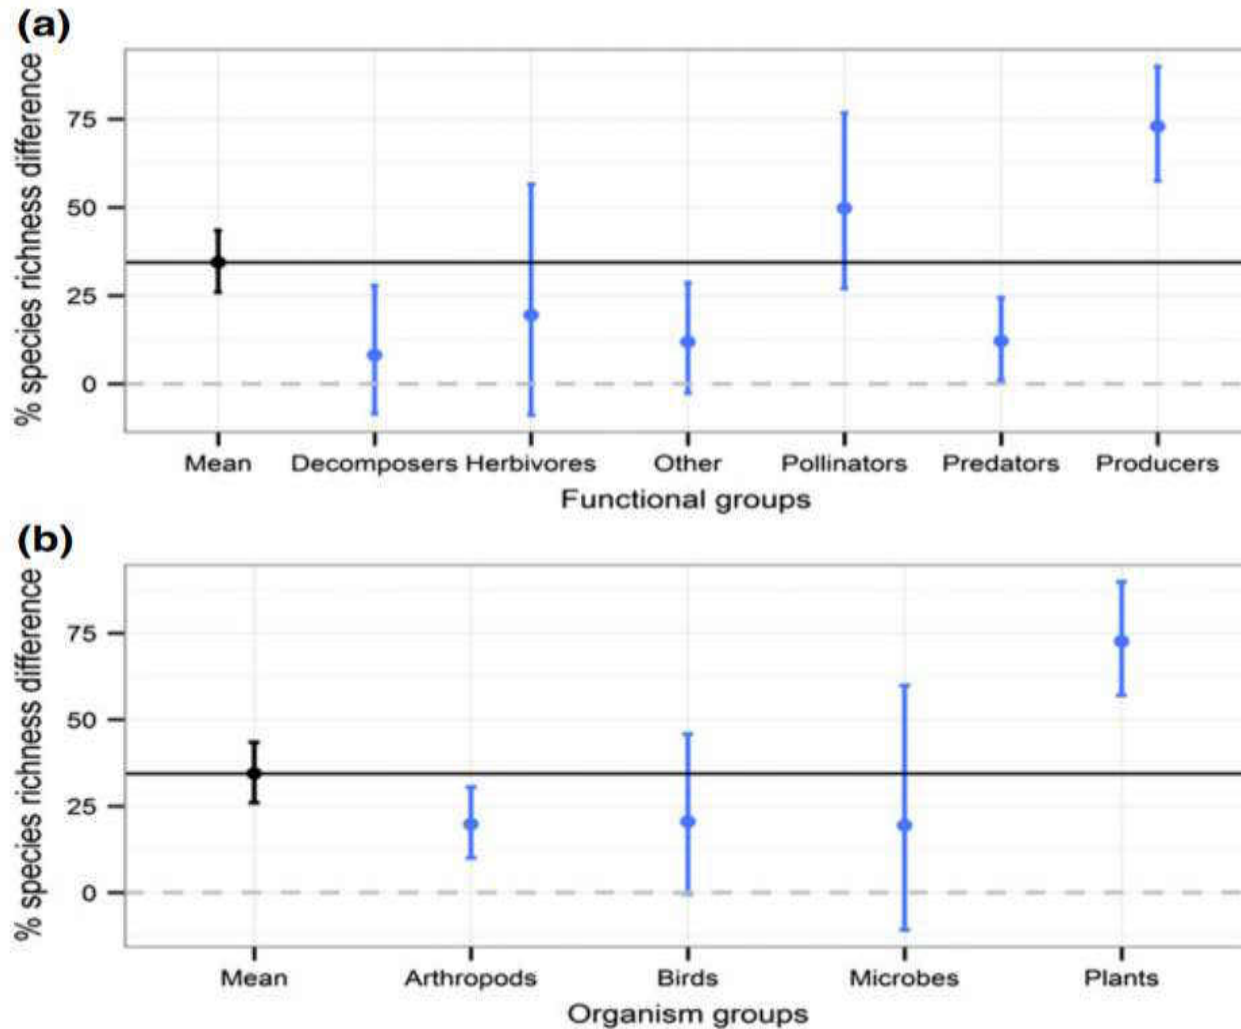 (a)
% species richness difference
75
50
25
0
Mean Decomposers Herbivores Other Pollinators Predators Producers
Functional groups
(b)
% species richness difference
75
50
25
0
Mean Arthropods Birds Microbes Plants
Organism groups